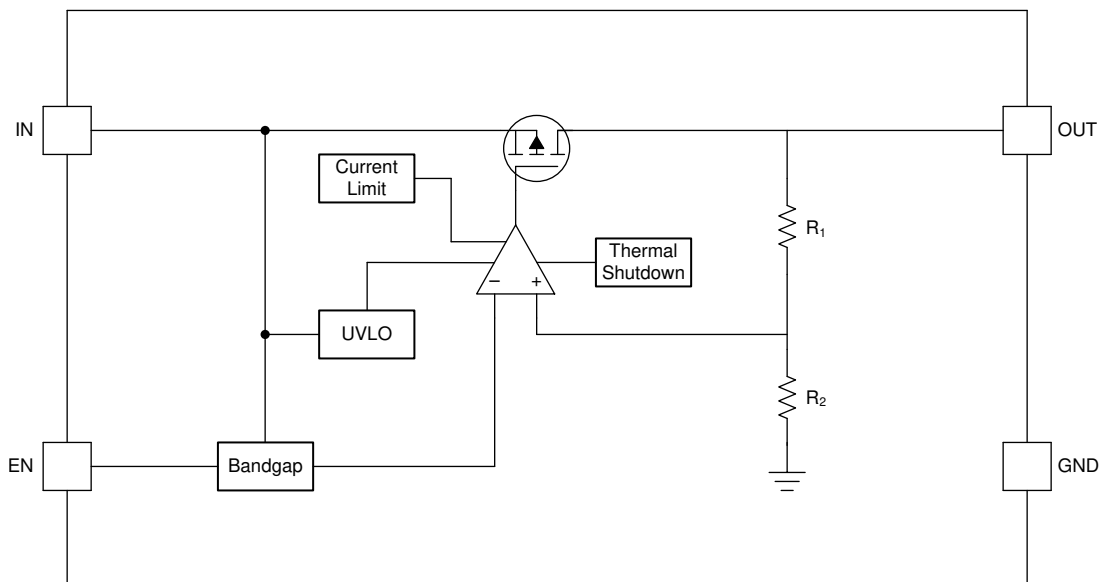 IN
OUT
Current
Limit
R₁
Thermal
Shutdown
−
+
UVLO
R₂
EN
Bandgap
GND